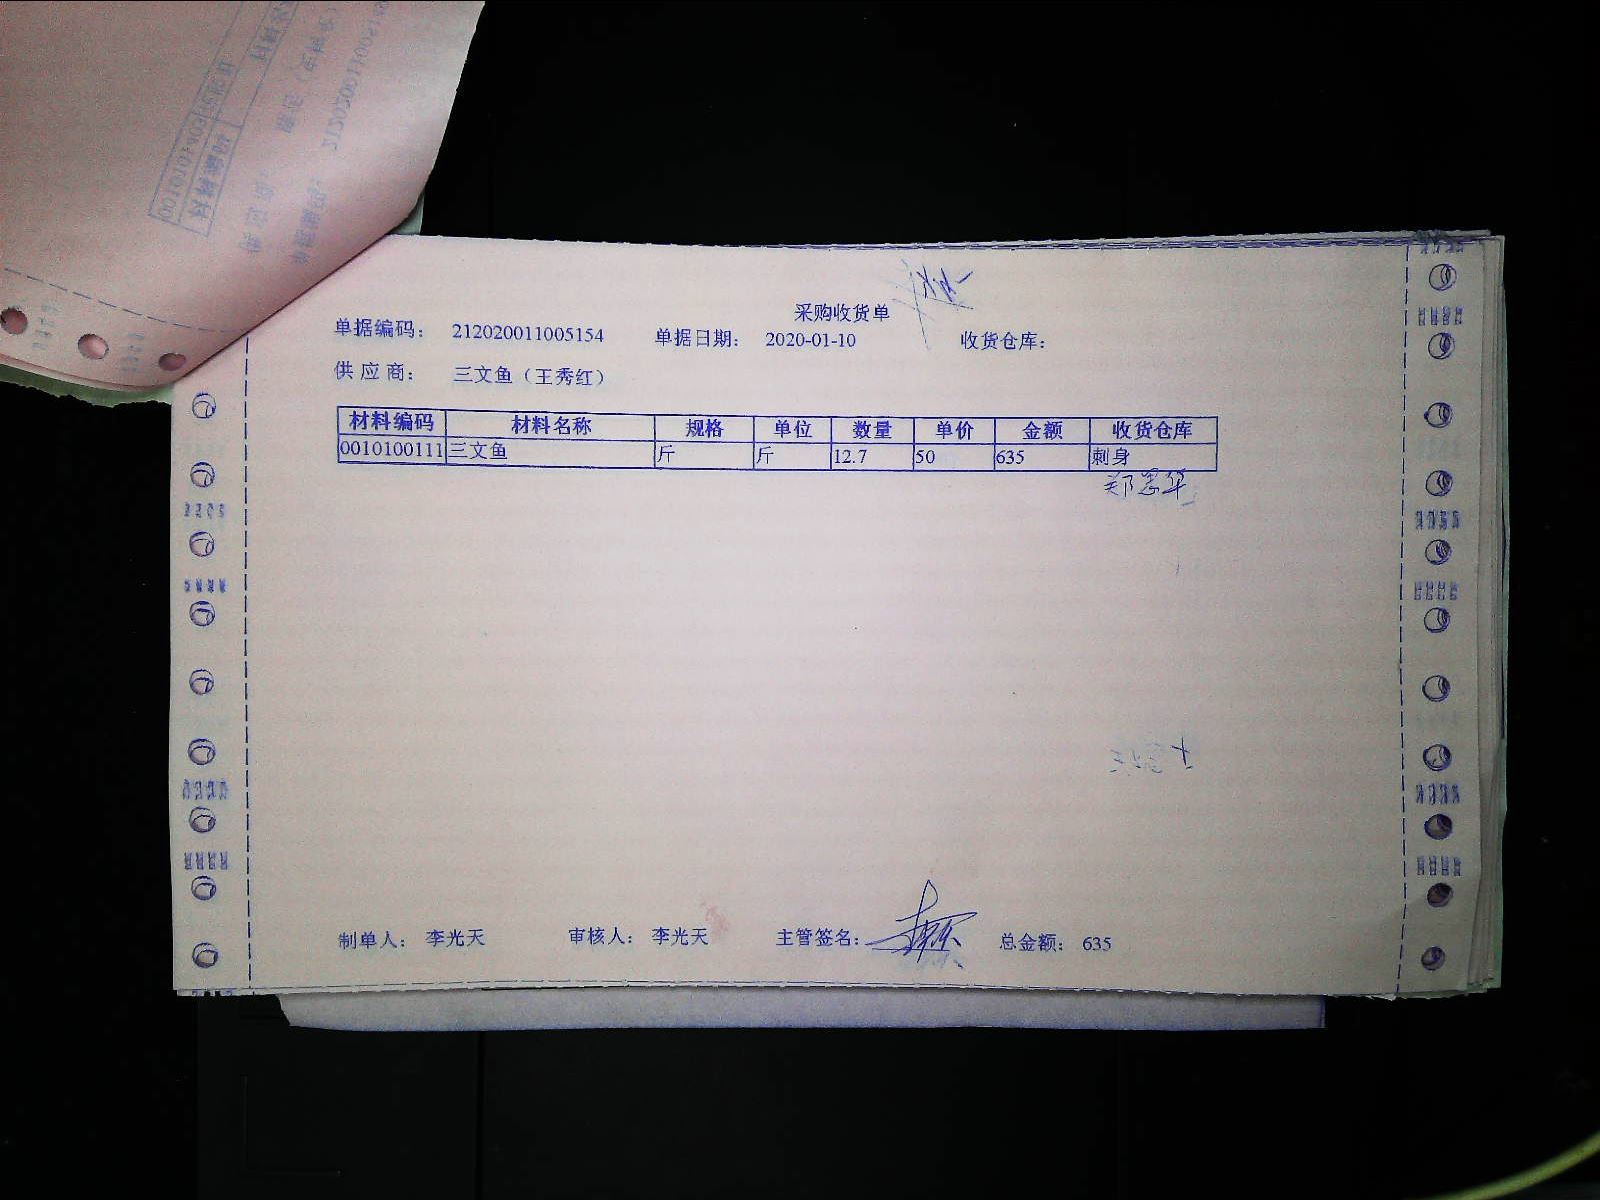 采购收货单
单据编码： 212020011005154 单据日期： 2020-01-10 收货仓库：
供应商： 三文鱼（王秀红）
材料编码 材料名称 规格 单位 数量 单价 金额 收货仓库
0010100111 三文鱼 斤 斤 12.7 50 635 刺身
制单人： 李光天 审核人： 李光天 主管签名： 总金额： 635